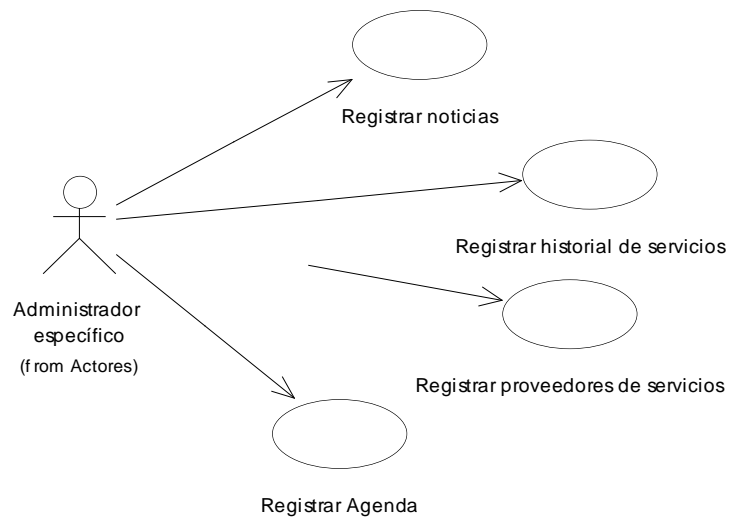 Registrar noticias
Registrar historial de servicios
Administrador
específico
(from Actores)
Registrar proveedores de servicios
Registrar Agenda